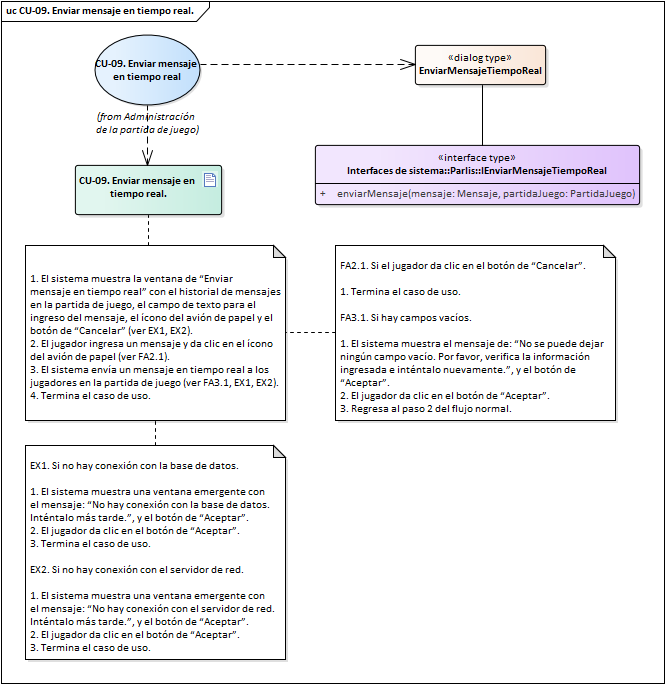 uc CU-09. Enviar mensaje en tiempo real.
CU-09. Enviar mensaje
en tiempo real
(from Administración
de la partida de juego)
«dialog type»
EnviarMensajeTiempoReal
«interface type»
Interfaces de sistema::Parlis::IEnviarMensajeTiempoReal
+ enviarMensaje(mensaje: Mensaje, partidaJuego: PartidaJuego)
CU-09. Enviar mensaje en
tiempo real.
1. El sistema muestra la ventana de “Enviar
mensaje en tiempo real” con el historial de mensajes
en la partida de juego, el campo de texto para el
ingreso del mensaje, el ícono del avión de papel y el
botón de “Cancelar” (ver EX1, EX2).
2. El jugador ingresa un mensaje y da clic en el ícono
del avión de papel (ver FA2.1).
3. El sistema envía un mensaje en tiempo real a los
jugadores en la partida de juego (ver FA3.1, EX1, EX2).
4. Termina el caso de uso.
FA2.1. Si el jugador da clic en el botón de “Cancelar”.
1. Termina el caso de uso.
FA3.1. Si hay campos vacíos.
1. El sistema muestra el mensaje de: “No se puede dejar
ningún campo vacío. Por favor, verifica la información
ingresada e inténtalo nuevamente.”, y el botón de
“Aceptar”.
2. El jugador da clic en el botón de “Aceptar”.
3. Regresa al paso 2 del flujo normal.
EX1. Si no hay conexión con la base de datos.
1. El sistema muestra una ventana emergente con
el mensaje: “No hay conexión con la base de datos.
Inténtalo más tarde.”, y el botón de “Aceptar”.
2. El jugador da clic en el botón de “Aceptar”.
3. Termina el caso de uso.
EX2. Si no hay conexión con el servidor de red.
1. El sistema muestra una ventana emergente con
el mensaje: “No hay conexión con el servidor de red.
Inténtalo más tarde.”, y el botón de “Aceptar”.
2. El jugador da clic en el botón de “Aceptar”.
3. Termina el caso de uso.